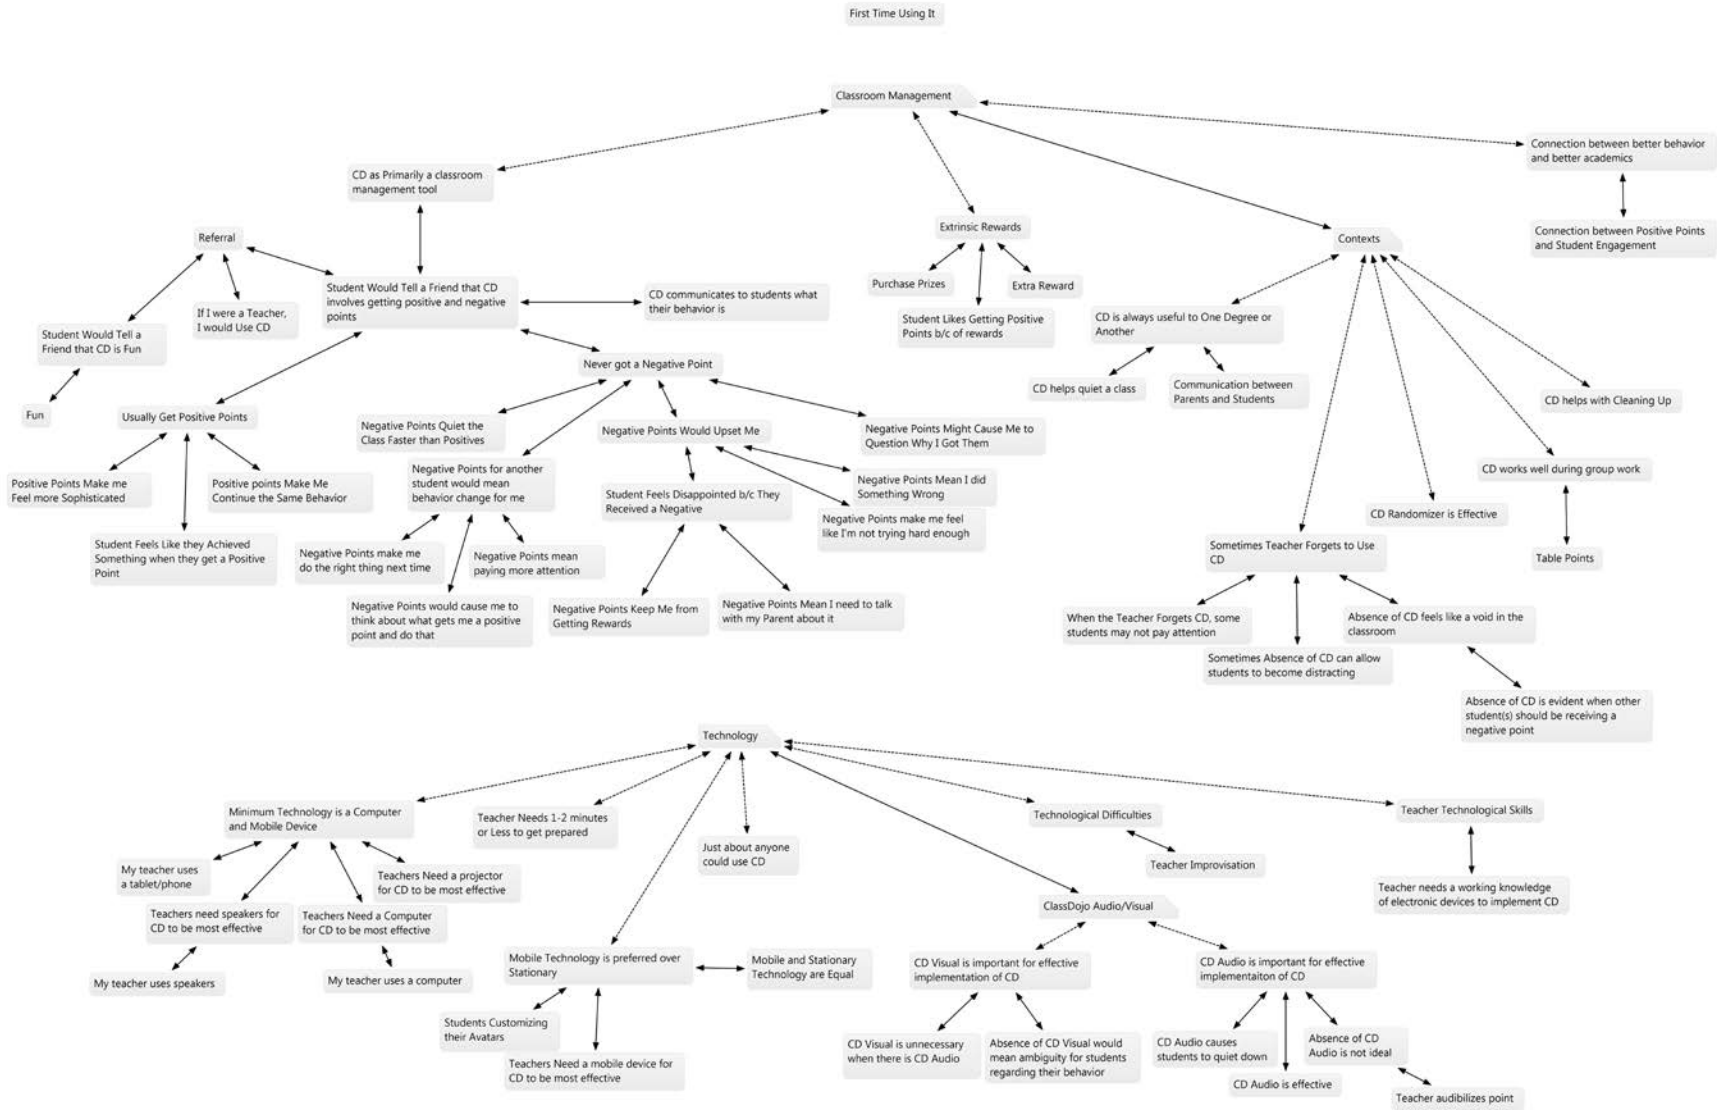 First Time Using It
Classroom Management
Connection between better behavior
and better academics
CD as Primarily a classroom
management tool
Extrinsic Rewards
Connection between Positive Points
and Student Engagement
Referral
Contexts
Purchase Prizes
Extra Reward
Student Would Tell a Friend that CD
involves getting positive and negative
points
CD communicates to students what
their behavior is
If I were a Teacher,
I would Use CD
Student Likes Getting Positive
Points b/c of rewards
CD is always useful to One Degree or
Another
Student Would Tell a
Friend that CD is Fun
Never got a Negative Point
CD helps quiet a class
Communication between
Parents and Students
CD helps with Cleaning Up
Fun
Usually Get Positive Points
Negative Points Quiet the
Class Faster than Positives
Negative Points Would Upset Me
Negative Points Might Cause Me to
Question Why I Got Them
Positive Points Make me
Feel more Sophisticated
Positive points Make Me
Continue the Same Behavior
Negative Points for another
student would mean
behavior change for me
Student Feels Disappointed b/c They
Received a Negative
Negative Points Mean I did
Something Wrong
CD works well during group work
Negative Points make me feel
like I'm not trying hard enough
CD Randomizer is Effective
Student Feels Like they Achieved
Something when they get a Positive
Point
Negative Points make me
do the right thing next time
Negative Points mean
paying more attention
Sometimes Teacher Forgets to Use
CD
Table Points
Negative Points would cause me to
think about what gets me a positive
point and do that
Negative Points Keep Me from
Getting Rewards
Negative Points Mean I need to talk
with my Parent about it
When the Teacher Forgets CD, some
students may not pay attention
Absence of CD feels like a void in the
classroom
Sometimes Absence of CD can allow
students to become distracting
Absence of CD is evident when other
student(s) should be receiving a
negative point
Technology
Minimum Technology is a Computer
and Mobile Device
Teacher Needs 1-2 minutes
or Less to get prepared
Technological Difficulties
Teacher Technological Skills
Just about anyone
could use CD
Teacher Improvisation
My teacher uses
a tablet/phone
Teachers Need a projector
for CD to be most effective
Teacher needs a working knowledge
of electronic devices to implement CD
Teachers need speakers for
CD to be most effective
Teachers Need a Computer
for CD to be most effective
ClassDojo Audio/Visual
Mobile Technology is preferred over
Stationary
Mobile and Stationary
Technology are Equal
CD Visual is important for effective
implementation of CD
CD Audio is important for effective
implementaiton of CD
My teacher uses speakers
My teacher uses a computer
Students Customizing
their Avatars
Teachers Need a mobile device for
CD to be most effective
CD Visual is unnecessary
when there is CD Audio
Absence of CD Visual would
mean ambiguity for students
regarding their behavior
CD Audio causes
students to quiet down
Absence of CD
Audio is not ideal
CD Audio is effective
Teacher audibilizes point